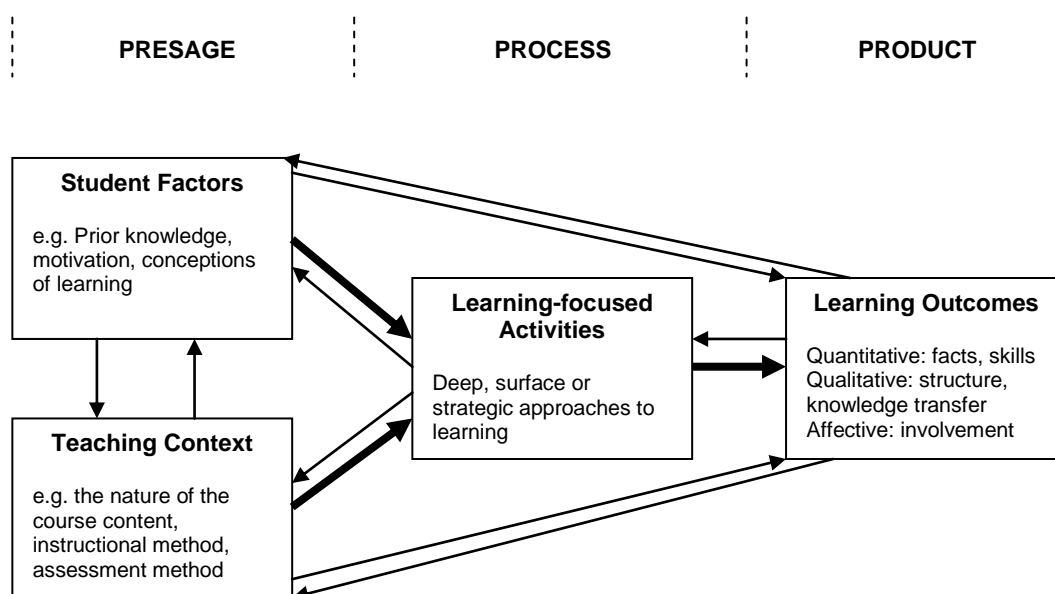 PRESAGE
PROCESS
PRODUCT
Student Factors
e.g. Prior knowledge,
motivation, conceptions
of learning
Teaching Context
e.g. the nature of the
course content,
instructional method,
assessment method
Learning-focused
Activities
Deep, surface or
strategic approaches to
learning
Learning Outcomes
Quantitative: facts, skills
Qualitative: structure,
knowledge transfer
Affective: involvement